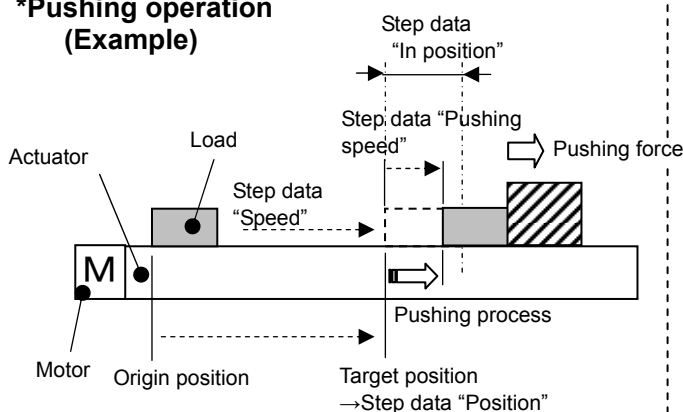 *Pushing operation
(Example)
Step data
“In position”
Step data “Pushing
speed”
Pushing force
Load
Actuator
Step data
“Speed”
M
Pushing process
Motor
Origin position
Target position
→Step data “Position”